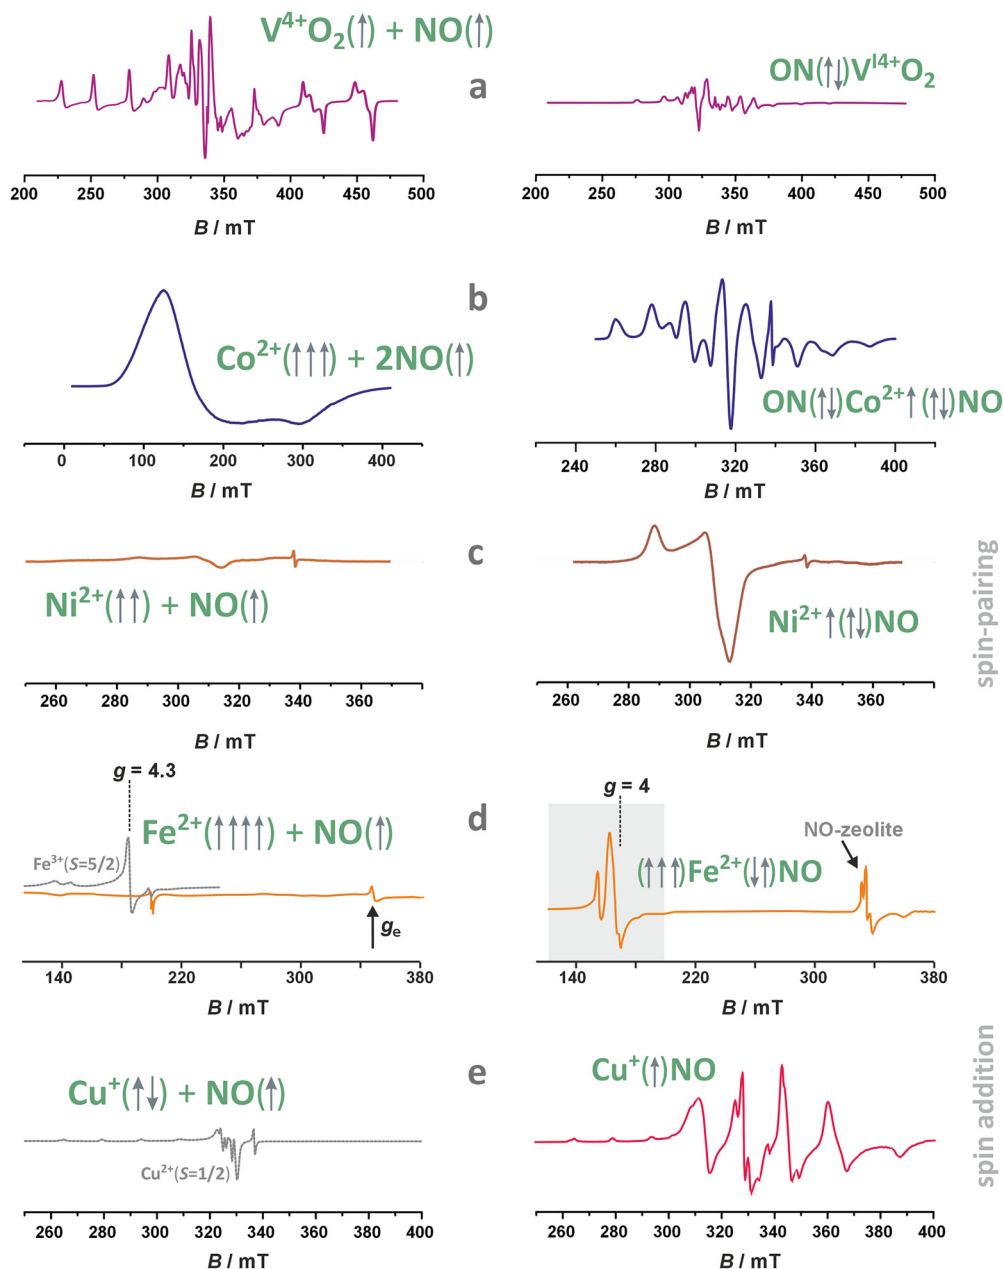 V4+O2(↑) + NO(↑)
a
ON(↑↓)VI4+O2
200 250 300 350 400 450 500
B / mT
200 250 300 350 400 450 500
B / mT
b
Co2+(↑↑↑) + 2NO(↑)
ON(↑↓)Co2+↑(↑↓)NO
0 100 200 300 400
B / mT
240 280 320 360 400
B / mT
c
Ni2+(↑↑) + NO(↑)
Ni2+↑(↑↓)NO
spin-pairing
260 280 300 320 340 360
B / mT
260 280 300 320 340 360
B / mT
g = 4.3
d
g = 4
Fe2+(↑↑↑↑) + NO(↑)
Fe3+(S=5/2)
ge
NO-zeolite
(↑↑↑)Fe2+(↓↑)NO
140 220 300 380
B / mT
140 220 300 380
B / mT
e
Cu+(↑↓) + NO(↑)
Cu2+(S=1/2)
Cu+(↑)NO
spin addition
260 280 300 320 340 360 380 400
B / mT
260 280 300 320 340 360 380 400
B / mT